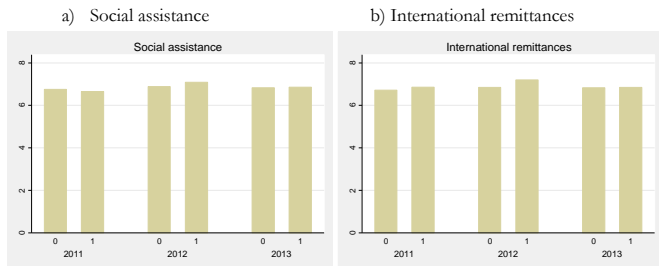 a) Social assistance
b) International remittances
Social assistance
8
6
4
2
0
0 1 0 1 0 1
2011 2012 2013
International remittances
8
6
4
2
0
0 1 0 1 0 1
2011 2012 2013